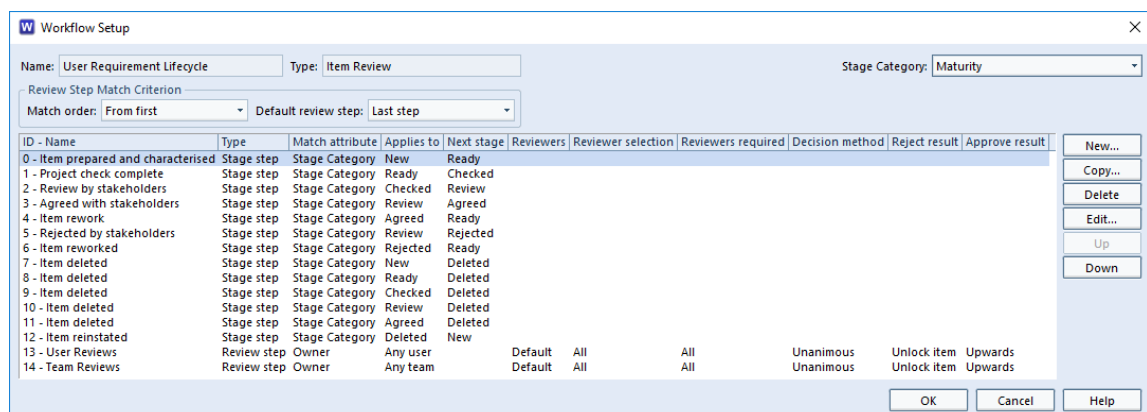 W Workflow Setup
Name: User Requirement Lifecycle Type: Item Review Stage Category: Maturity
Review Step Match Criterion
Match order: From first Default review step: Last step
ID - Name Type Match attribute Applies to Next stage Reviewers Reviewer selection Reviewers required Decision method Reject result Approve result
0 - Item prepared and characterised Stage step Stage Category New Ready
1 - Project check complete Stage step Stage Category Ready Checked
2 - Review by stakeholders Stage step Stage Category Checked Review
3 - Agreed with stakeholders Stage step Stage Category Review Agreed
4 - Item rework Stage step Stage Category Agreed Ready
5 - Rejected by stakeholders Stage step Stage Category Review Rejected
6 - Item reworked Stage step Stage Category Rejected Ready
7 - Item deleted Stage step Stage Category New Deleted
8 - Item deleted Stage step Stage Category Ready Deleted
9 - Item deleted Stage step Stage Category Checked Deleted
10 - Item deleted Stage step Stage Category Review Deleted
11 - Item deleted Stage step Stage Category Agreed Deleted
12 - Item reinstated Stage step Stage Category Deleted New
13 - User Reviews Review step Owner Any user Default All All Unanimous Unlock item Upwards
14 - Team Reviews Review step Owner Any team Default All All Unanimous Unlock item Upwards
New...
Copy...
Delete
Edit...
Up
Down
OK Cancel Help